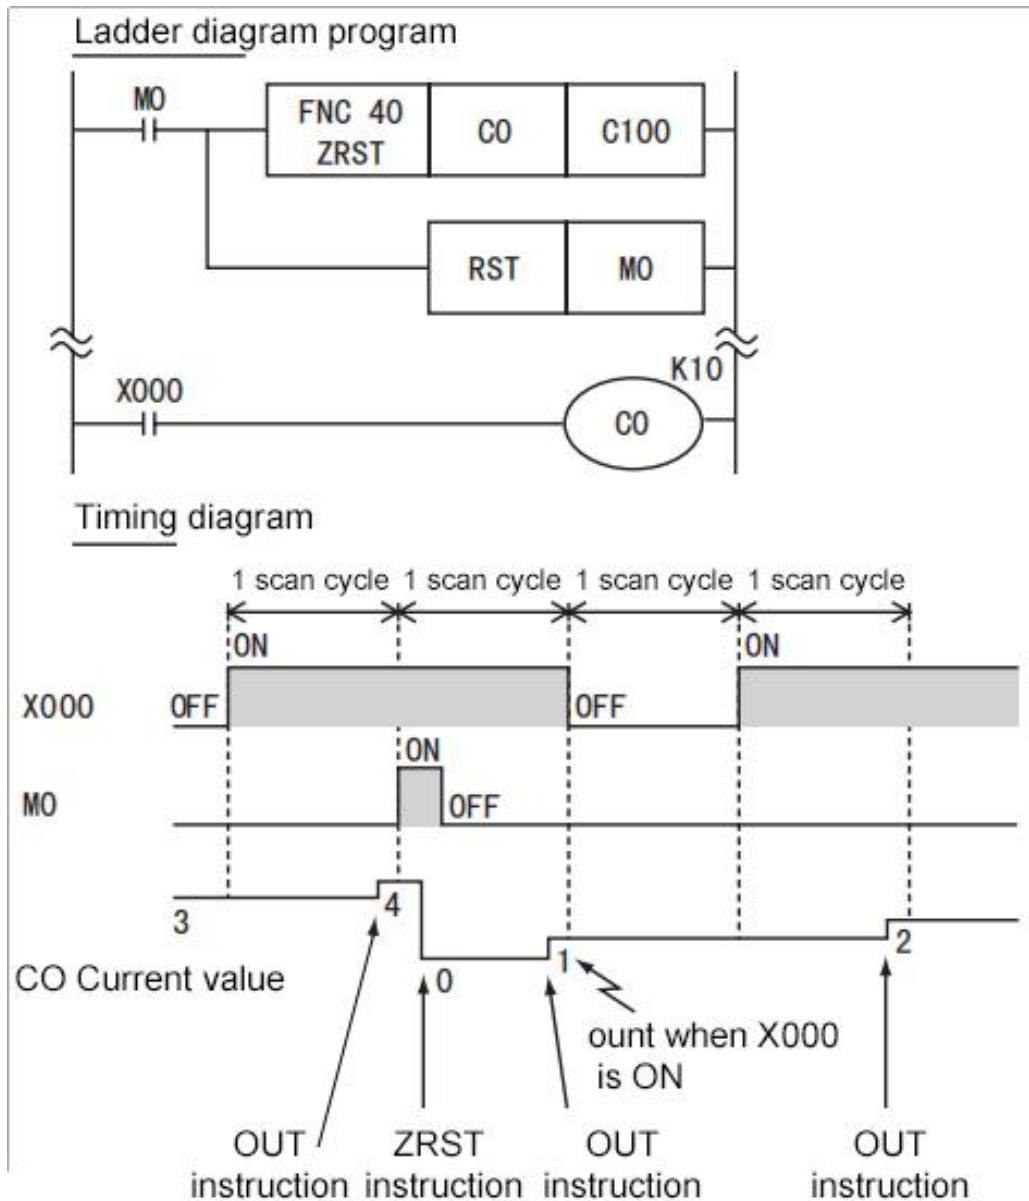 Ladder diagram program
M0
FNC 40
ZRST
C0
C100
RST
M0
X000
K10
C0
Timing diagram
1 scan cycle
1 scan cycle
1 scan cycle
1 scan cycle
ON
ON
X000
OFF
OFF
ON
M0
OFF
3
4
2
1
0
CO Current value
ount when X000
is ON
OUT
instruction
ZRST
instruction
OUT
instruction
OUT
instruction